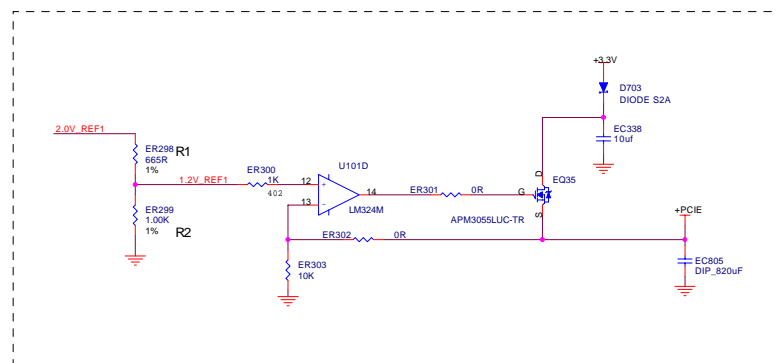 +3.3V
D703
DIODE S2A
2.0V_REF1
EC338
10uf
ER298 R1
665R
1%
U101D
ER300
1K
402
1.2V_REF1
12
+
14
13
-
LM324M
ER301
0R
D
G
S
EQ35
APM3055LUC-TR
+PCIE
ER299
1.00K
1%
R2
ER302
0R
ER303
10K
EC805
DIP_820uF